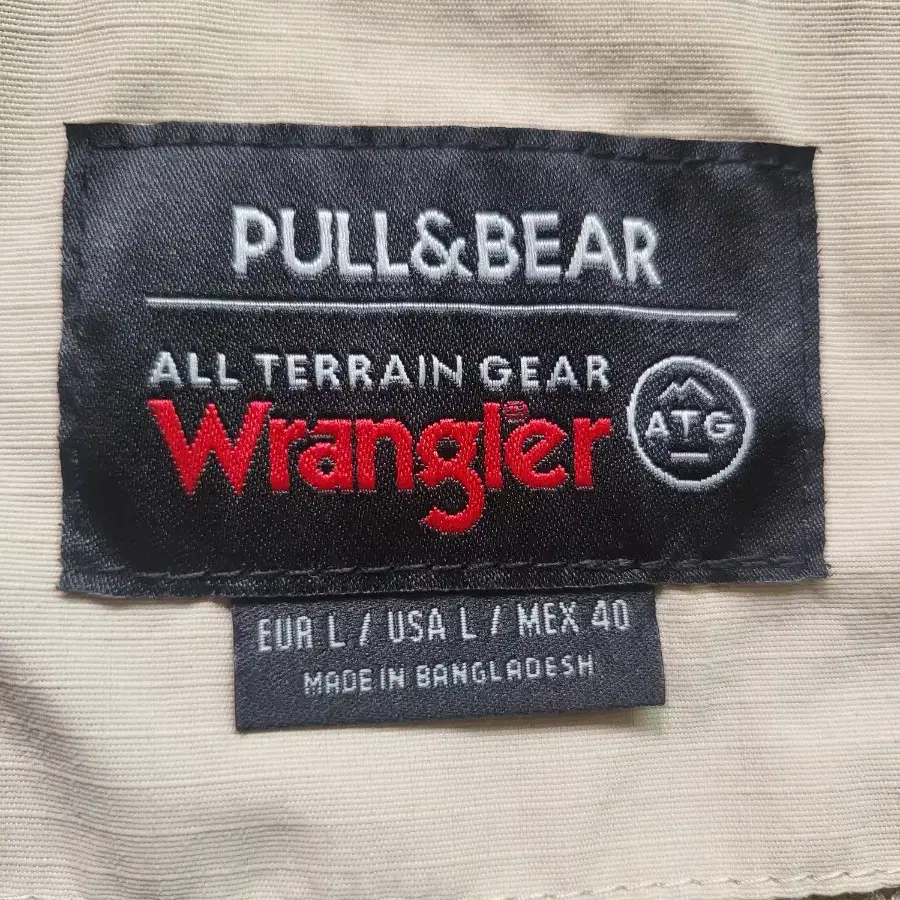 PULL&BEAR
ALL TERRAIN GEAR
Wrangler
ATG
EUR L / USA L / MEX 40
MADE IN BANGLADESH